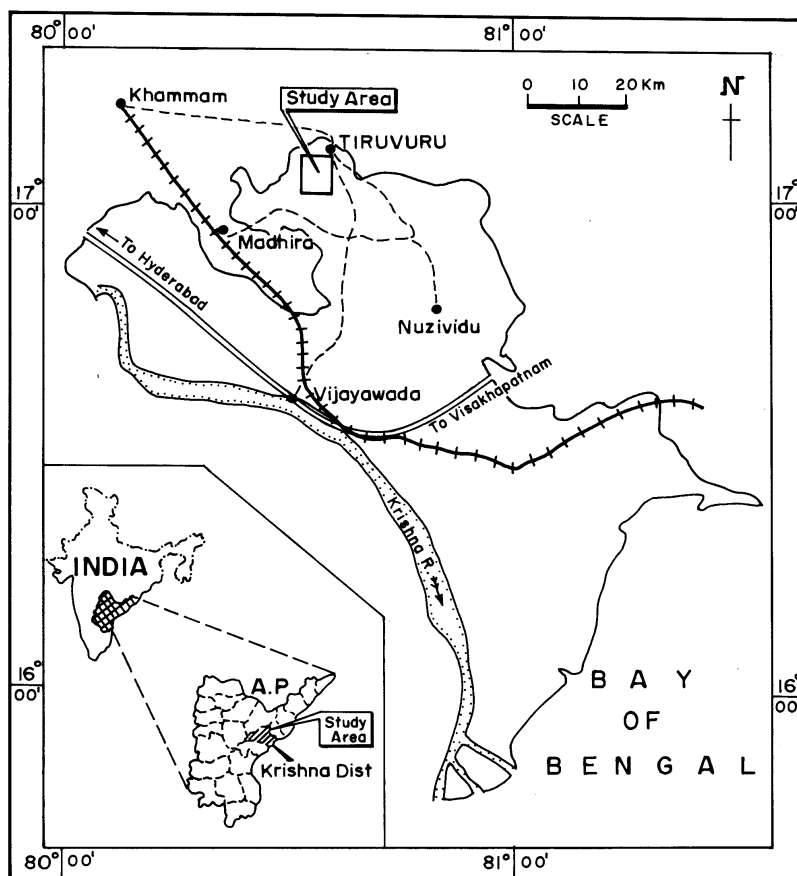 80° 00'
81° 00'
Khammam
Study Area
0 10 20 Km
SCALE
N
TIRUVURU
17° 00'
17° 00'
Madhira
To Hyderabad
Nuzividu
Vijayawada
To Visakhapatnam
Krishna R.
INDIA
16° 00'
16° 00'
A.P
Study
Area
Krishna Dist
BAY
OF
BENGAL
80° 00'
81° 00'